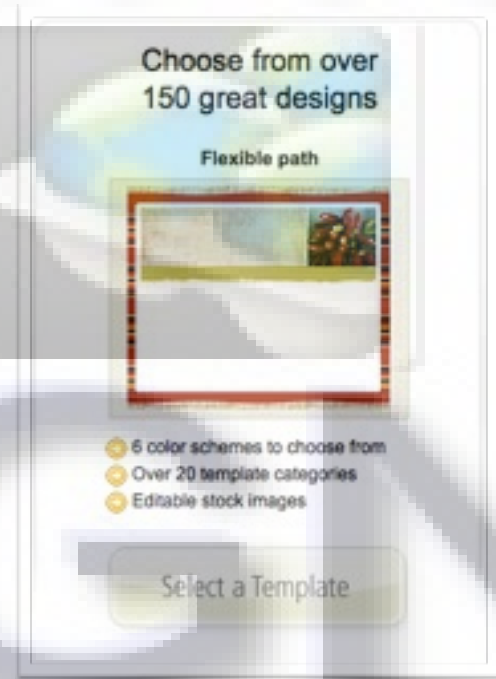 Choose from over
150 great designs
Flexible path
6 color schemes to choose from
Over 20 template categories
Editable stock images
Select a Template